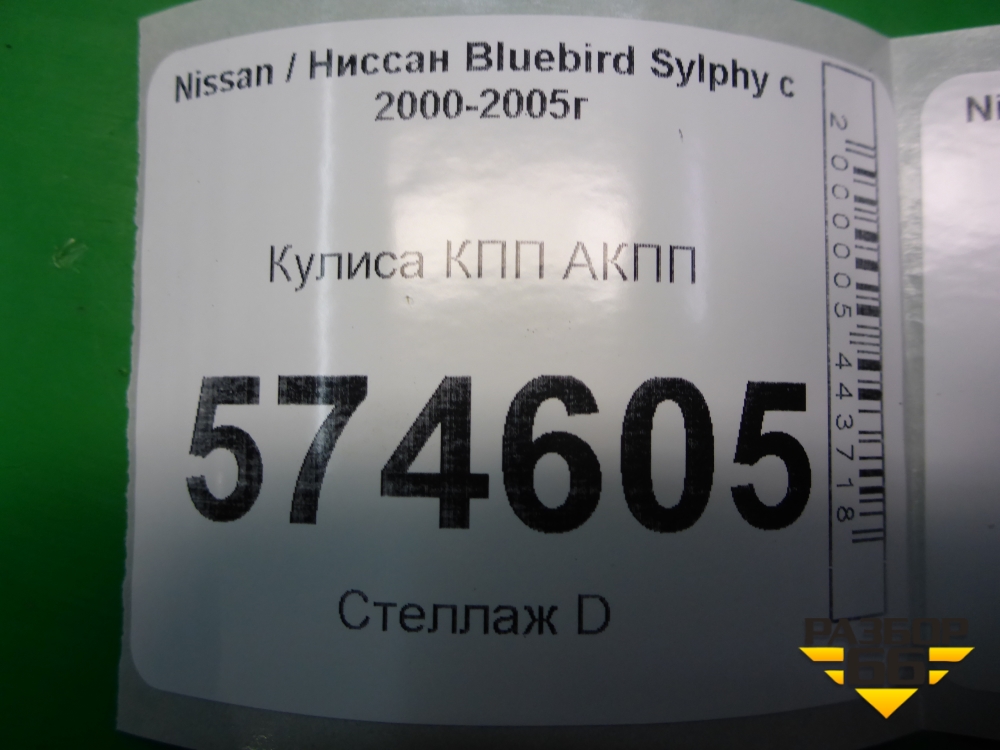 Nissan / Ниссан Bluebird Sylphy с
2000-2005г
Кулиса КПП АКПП
574605
Стеллаж D
2000005443718
Ni
РАЗБОР
66